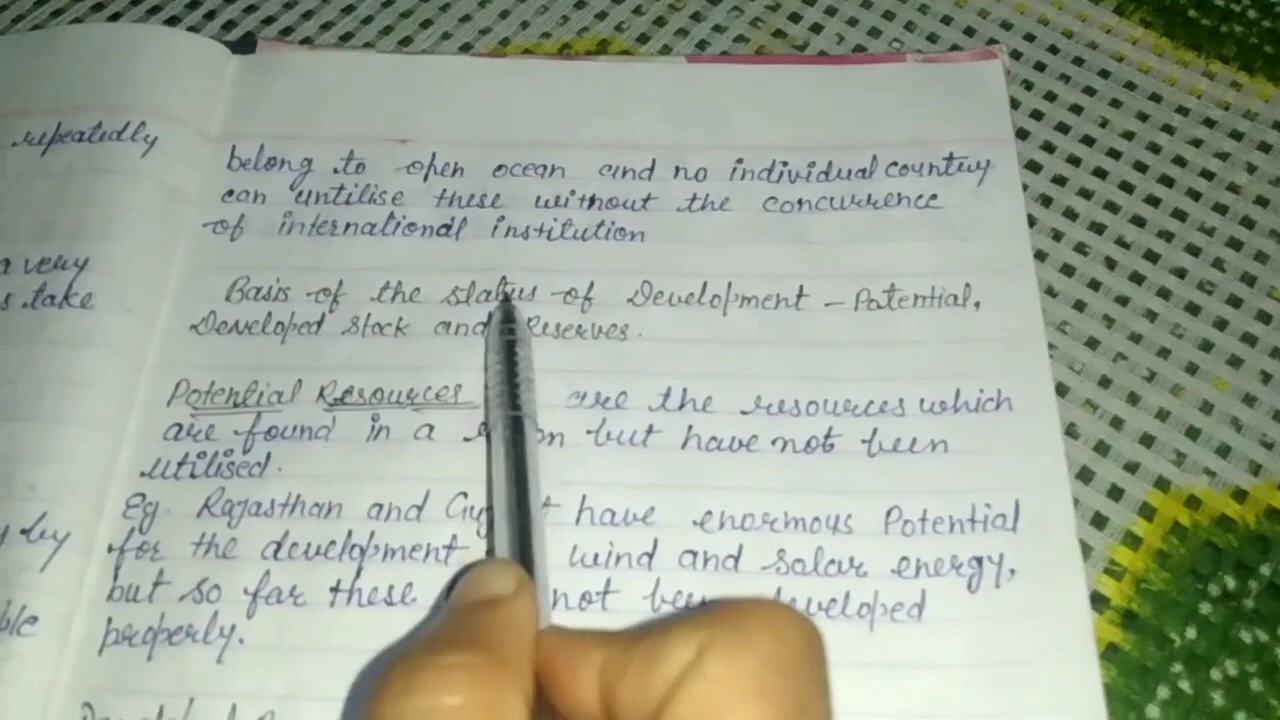 repeatedly
a very
s take
by
ble
belong to open ocean and no individual country
can untilise these without the concurrence
of international institution
Basis of the status of Development - Potential,
Developed stock and Reserves.
Potential Resources are the resources which
are found in a but have not been
utilised.
Eg. Rajasthan and have enormous Potential
for the development wind and solar energy,
but so far these not been developed
properly.